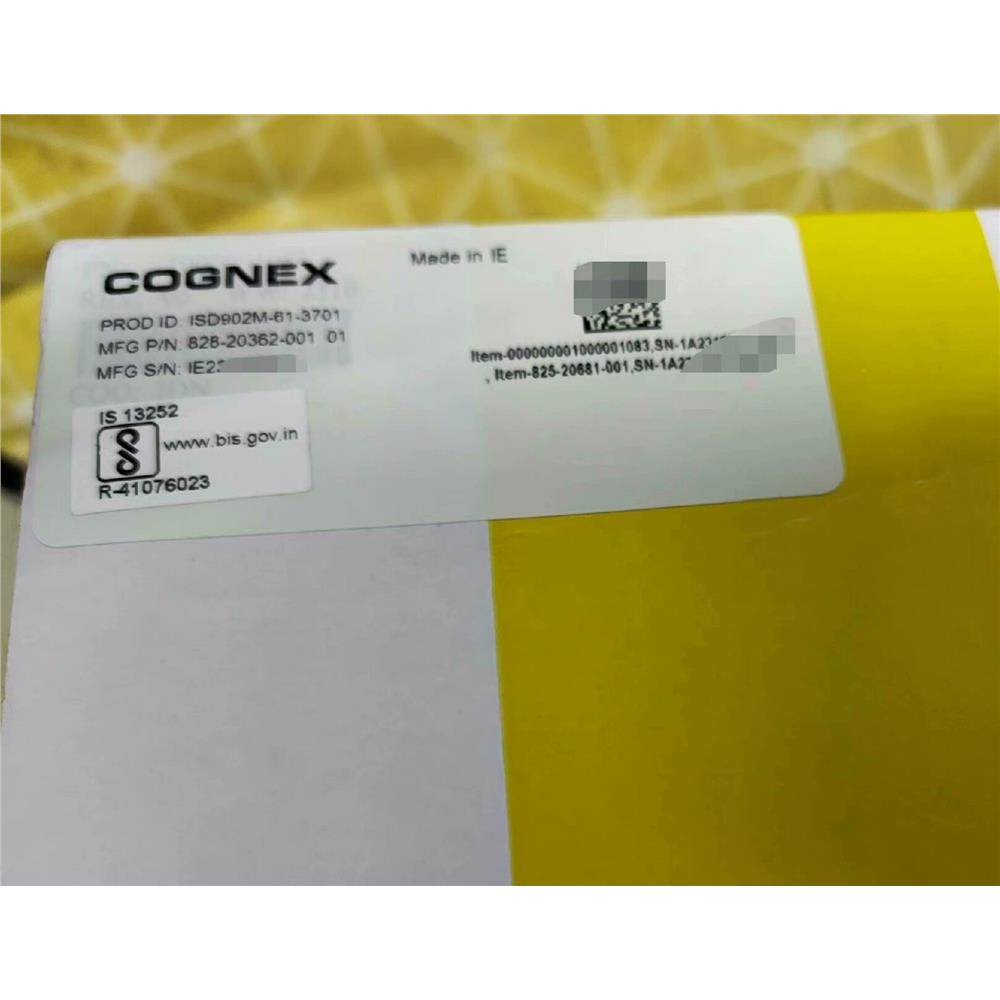 COGNEX
Made in IE
PROD ID: ISD902M-61-3701
MFG P/N: 828-20362-001 01
MFG S/N: IE2
Item-000000001000001083,SN-1A2
, Item-825-20681-001,SN-1A2
IS 13252
www.bis.gov.in
R-41076023